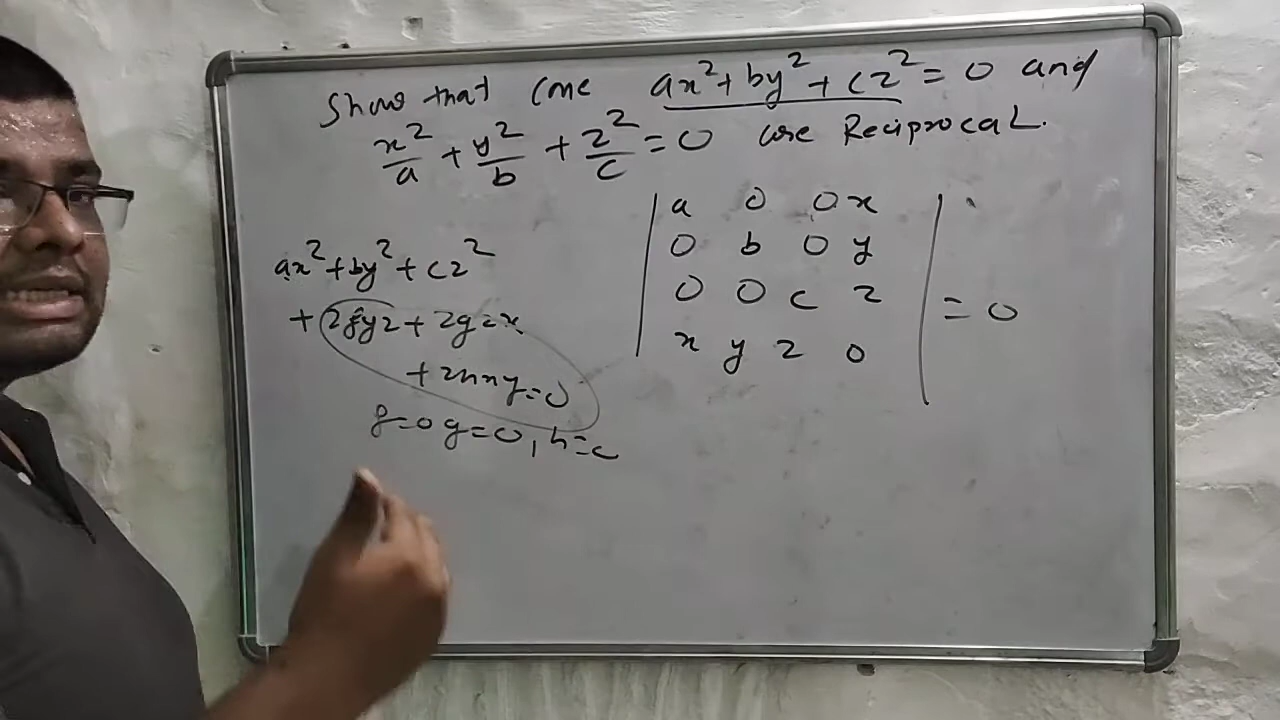 Show that cone ax²+by²+cz²=0 and
x²/a + y²/b + z²/c = 0 are Reciprocal.
ax²+by²+cz²
+2fyz+2gzx
+2hxy=0
f=0 g=0, h=0
| a 0 0 x |
| 0 b 0 y |
| 0 0 c z | = 0
| x y z 0 |